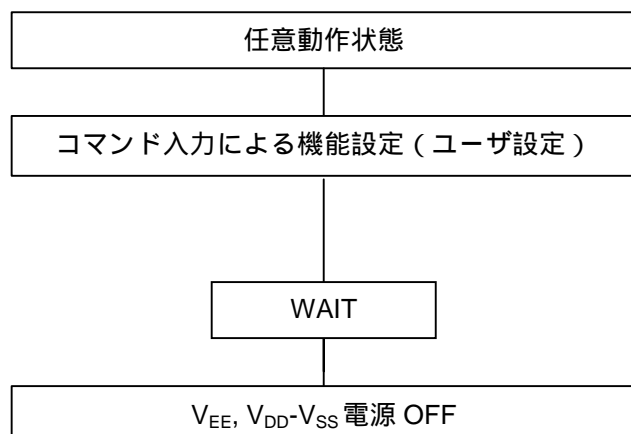 任意動作状態
コマンド入力による機能設定（ユーザ設定）
WAIT
VEE, VDD-VSS 電源 OFF